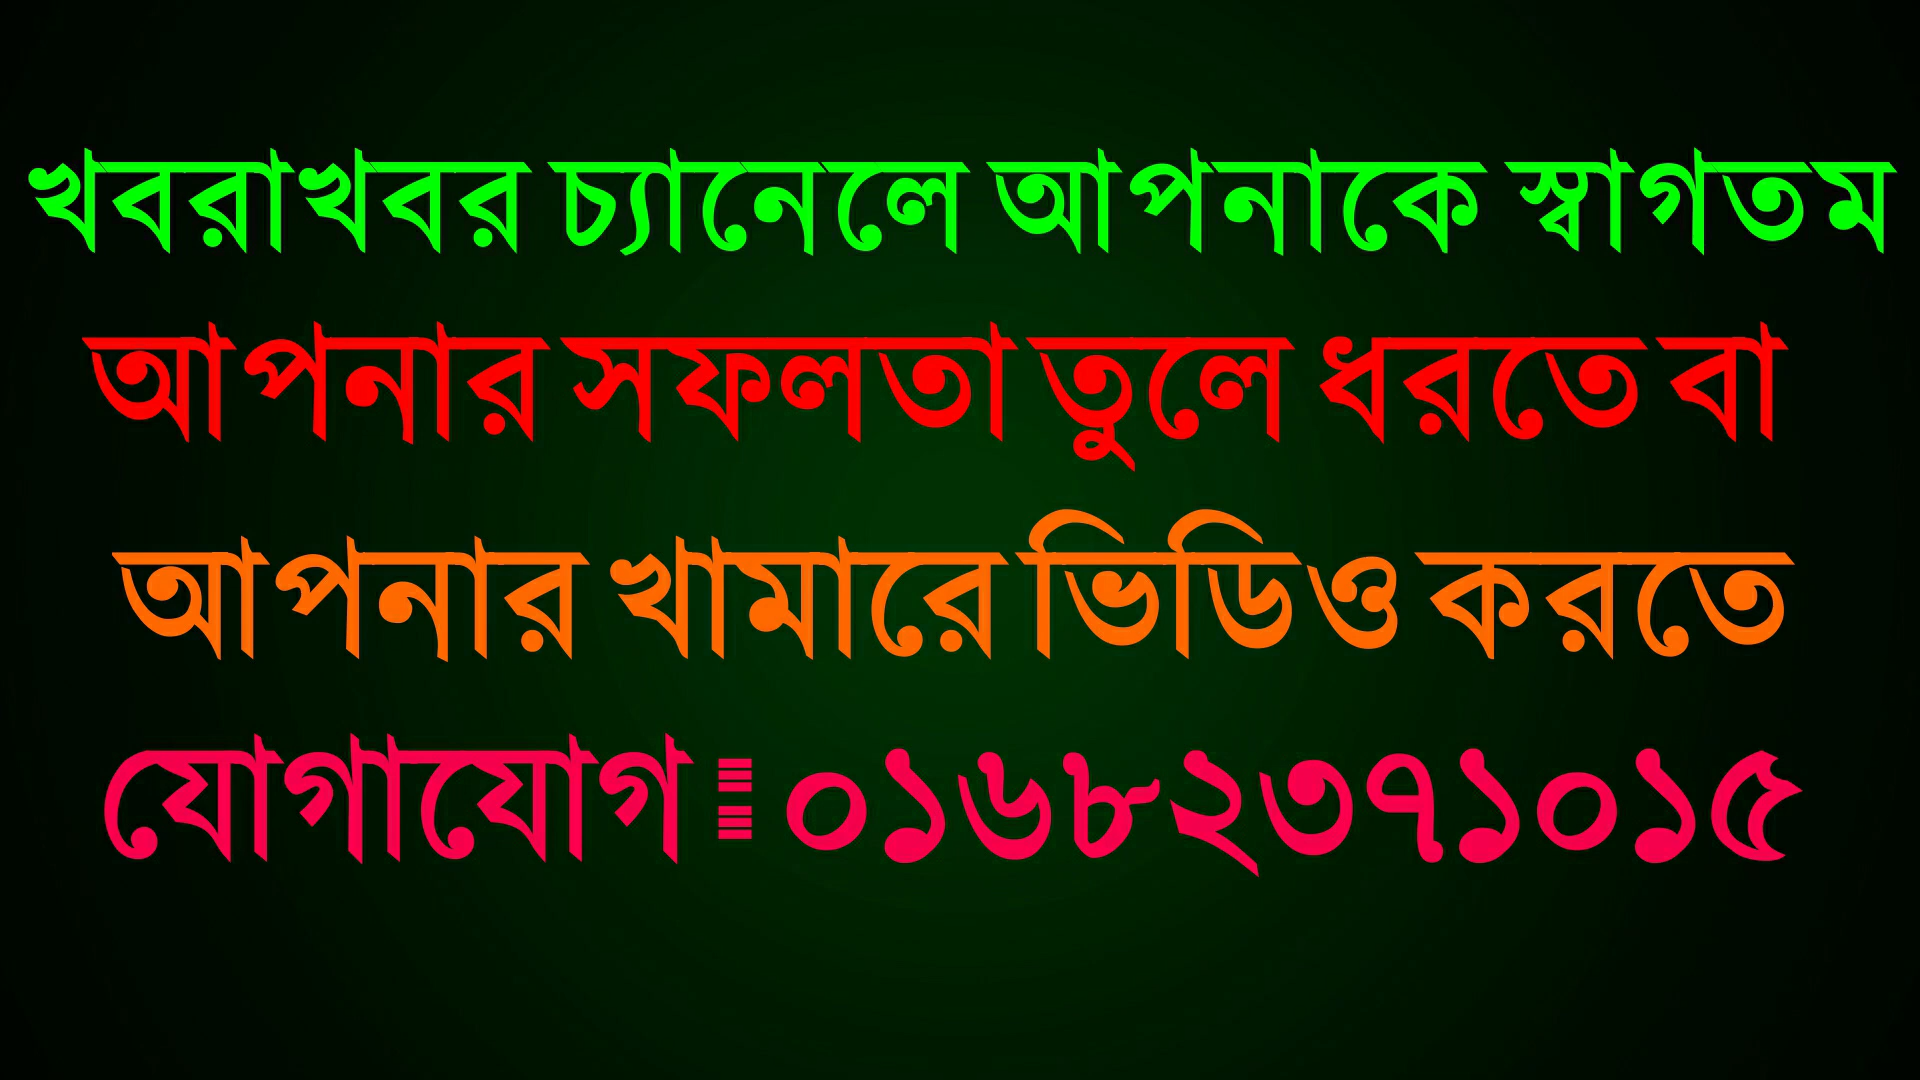 খবরাখবর চ্যানেলে আপনাকে স্বাগতম
আপনার সফলতা তুলে ধরতে বা
আপনার খামারে ভিডিও করতে
যোগাযোগ : ০১৬৮২৩৭১০১৫